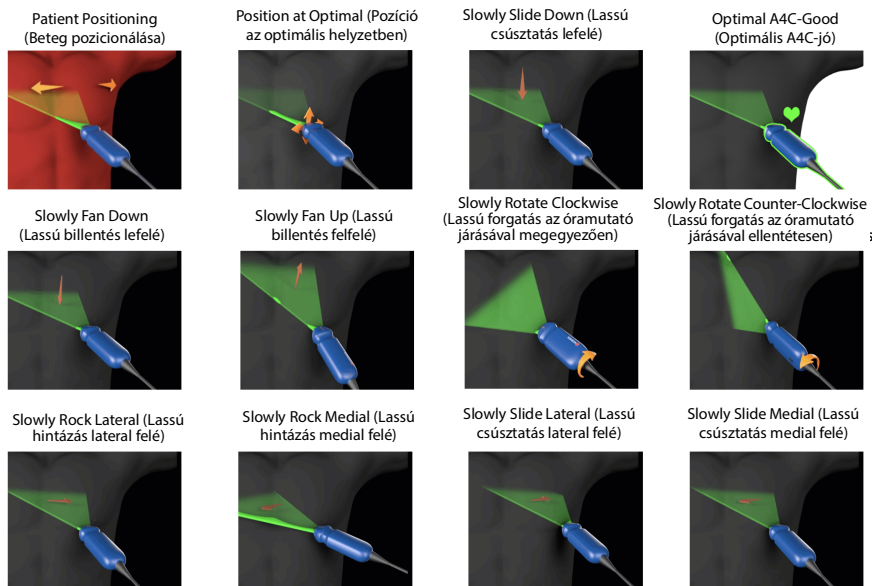 Patient Positioning
(Beteg pozicionálása)
Position at Optimal (Pozíció
az optimális helyzetben)
Slowly Slide Down (Lassú
csúsztatás lefelé)
Optimal A4C-Good
(Optimális A4C-jó)
Slowly Fan Down
(Lassú billentés lefelé)
Slowly Fan Up (Lassú
billentés felfelé)
Slowly Rotate Clockwise
(Lassú forgatás az óramutató
járásával megegyezően)
Slowly Rotate Counter-Clockwise
(Lassú forgatás az óramutató
járásával ellentétesen)
Slowly Rock Lateral (Lassú
hintázás lateral felé)
Slowly Rock Medial (Lassú
hintázás medial felé)
Slowly Slide Lateral (Lassú
csúsztatás lateral felé)
Slowly Slide Medial (Lassú
csúsztatás medial felé)